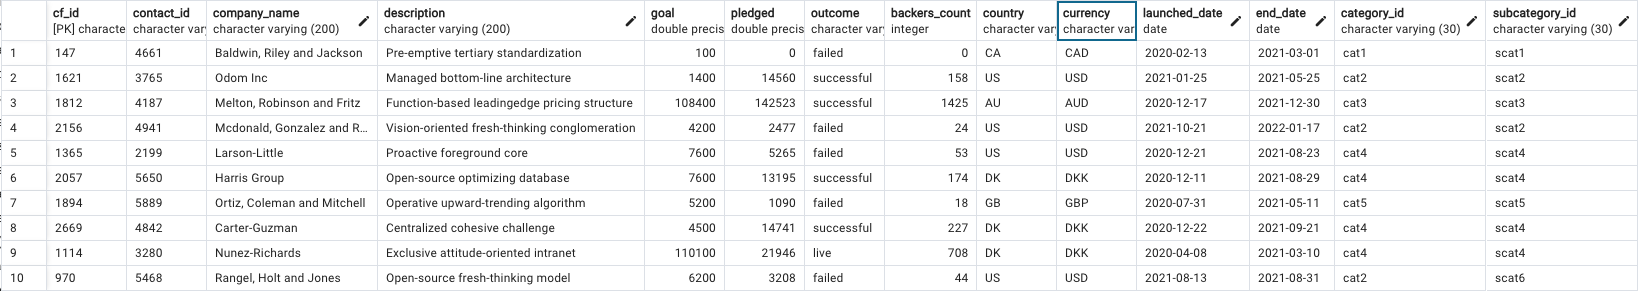 cf_id contact_id company_name description goal pledged outcome backers_count country currency launched_date end_date category_id subcategory_id
[PK] characte character vary character varying (200) character varying (200) double precis double precis character vary integer character vary character var date date character varying (30) character varying (30)
1 147 4661 Baldwin, Riley and Jackson Pre-emptive tertiary standardization 100 0 failed 0 CA CAD 2020-02-13 2021-03-01 cat1 scat1
2 1621 3765 Odom Inc Managed bottom-line architecture 1400 14560 successful 158 US USD 2021-01-25 2021-05-25 cat2 scat2
3 1812 4187 Melton, Robinson and Fritz Function-based leadingedge pricing structure 108400 142523 successful 1425 AU AUD 2020-12-17 2021-12-30 cat3 scat3
4 2156 4941 Mcdonald, Gonzalez and R... Vision-oriented fresh-thinking conglomeration 4200 2477 failed 24 US USD 2021-10-21 2022-01-17 cat2 scat2
5 1365 2199 Larson-Little Proactive foreground core 7600 5265 failed 53 US USD 2020-12-21 2021-08-23 cat4 scat4
6 2057 5650 Harris Group Open-source optimizing database 7600 13195 successful 174 DK DKK 2020-12-11 2021-08-29 cat4 scat4
7 1894 5889 Ortiz, Coleman and Mitchell Operative upward-trending algorithm 5200 1090 failed 18 GB GBP 2020-07-31 2021-05-11 cat5 scat5
8 2669 4842 Carter-Guzman Centralized cohesive challenge 4500 14741 successful 227 DK DKK 2020-12-22 2021-09-21 cat4 scat4
9 1114 3280 Nunez-Richards Exclusive attitude-oriented intranet 110100 21946 live 708 DK DKK 2020-04-08 2021-03-10 cat4 scat4
10 970 5468 Rangel, Holt and Jones Open-source fresh-thinking model 6200 3208 failed 44 US USD 2021-08-13 2021-08-31 cat2 scat6